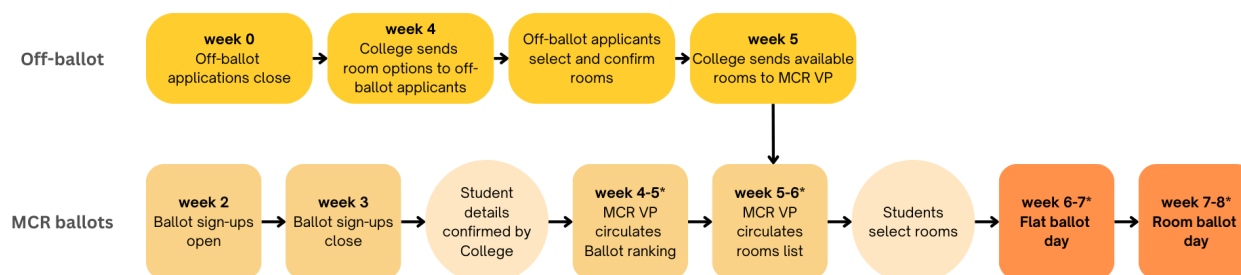 Off-ballot
week 0
Off-ballot
applications close
week 4
College sends
room options to off-
ballot applicants
Off-ballot applicants
select and confirm
rooms
week 5
College sends available
rooms to MCR VP
MCR ballots
week 2
Ballot sign-ups
open
week 3
Ballot sign-ups
close
Student
details
confirmed by
College
week 4-5*
MCR VP
circulates
Ballot ranking
week 5-6*
MCR VP
circulates
rooms list
Students
select rooms
week 6-7*
Flat ballot
day
week 7-8*
Room ballot
day